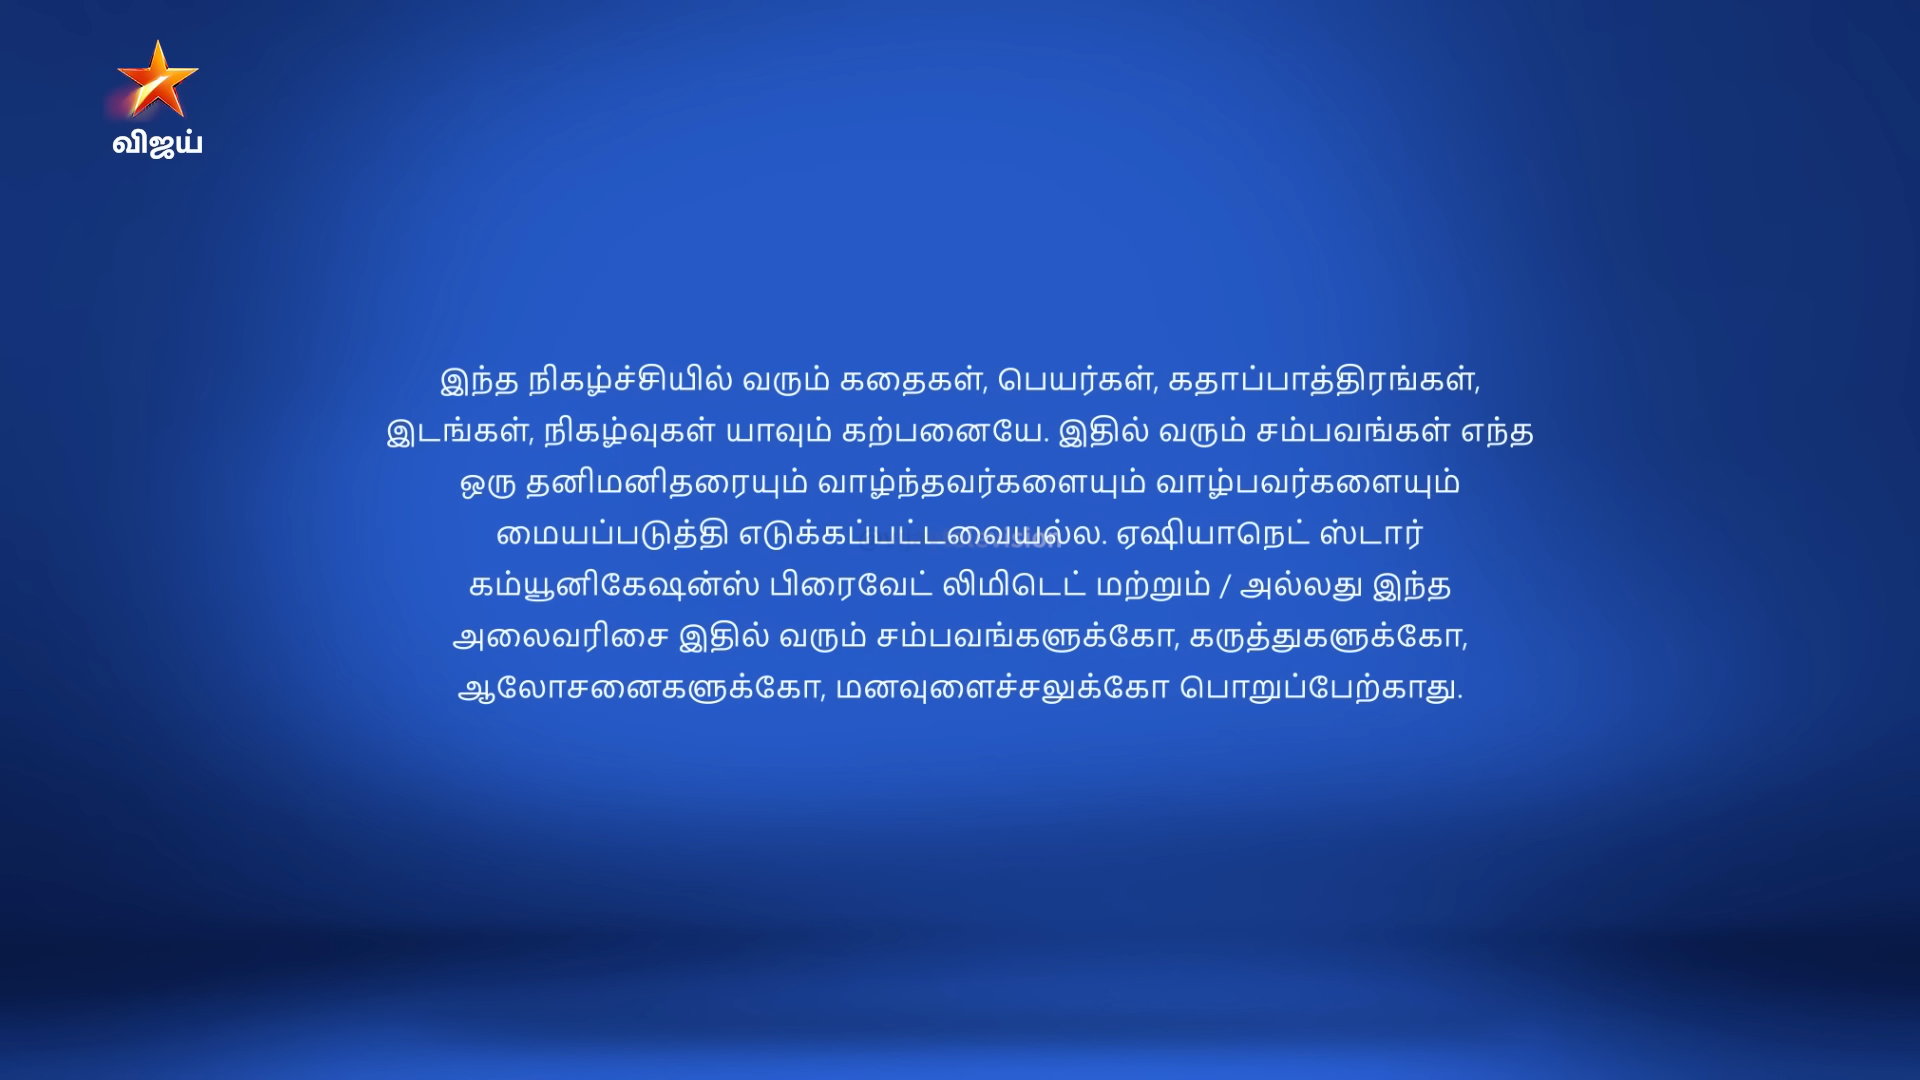 விஜய்
இந்த நிகழ்ச்சியில் வரும் கதைகள், பெயர்கள், கதாப்பாத்திரங்கள்,
இடங்கள், நிகழ்வுகள் யாவும் கற்பனையே. இதில் வரும் சம்பவங்கள் எந்த
ஒரு தனிமனிதரையும் வாழ்ந்தவர்களையும் வாழ்பவர்களையும்
மையப்படுத்தி எடுக்கப்பட்டவையல்ல. ஏஷியாநெட் ஸ்டார்
கம்யூனிகேஷன்ஸ் பிரைவேட் லிமிடெட் மற்றும் / அல்லது இந்த
அலைவரிசை இதில் வரும் சம்பவங்களுக்கோ, கருத்துகளுக்கோ,
ஆலோசனைகளுக்கோ, மனவுளைச்சலுக்கோ பொறுப்பேற்காது.